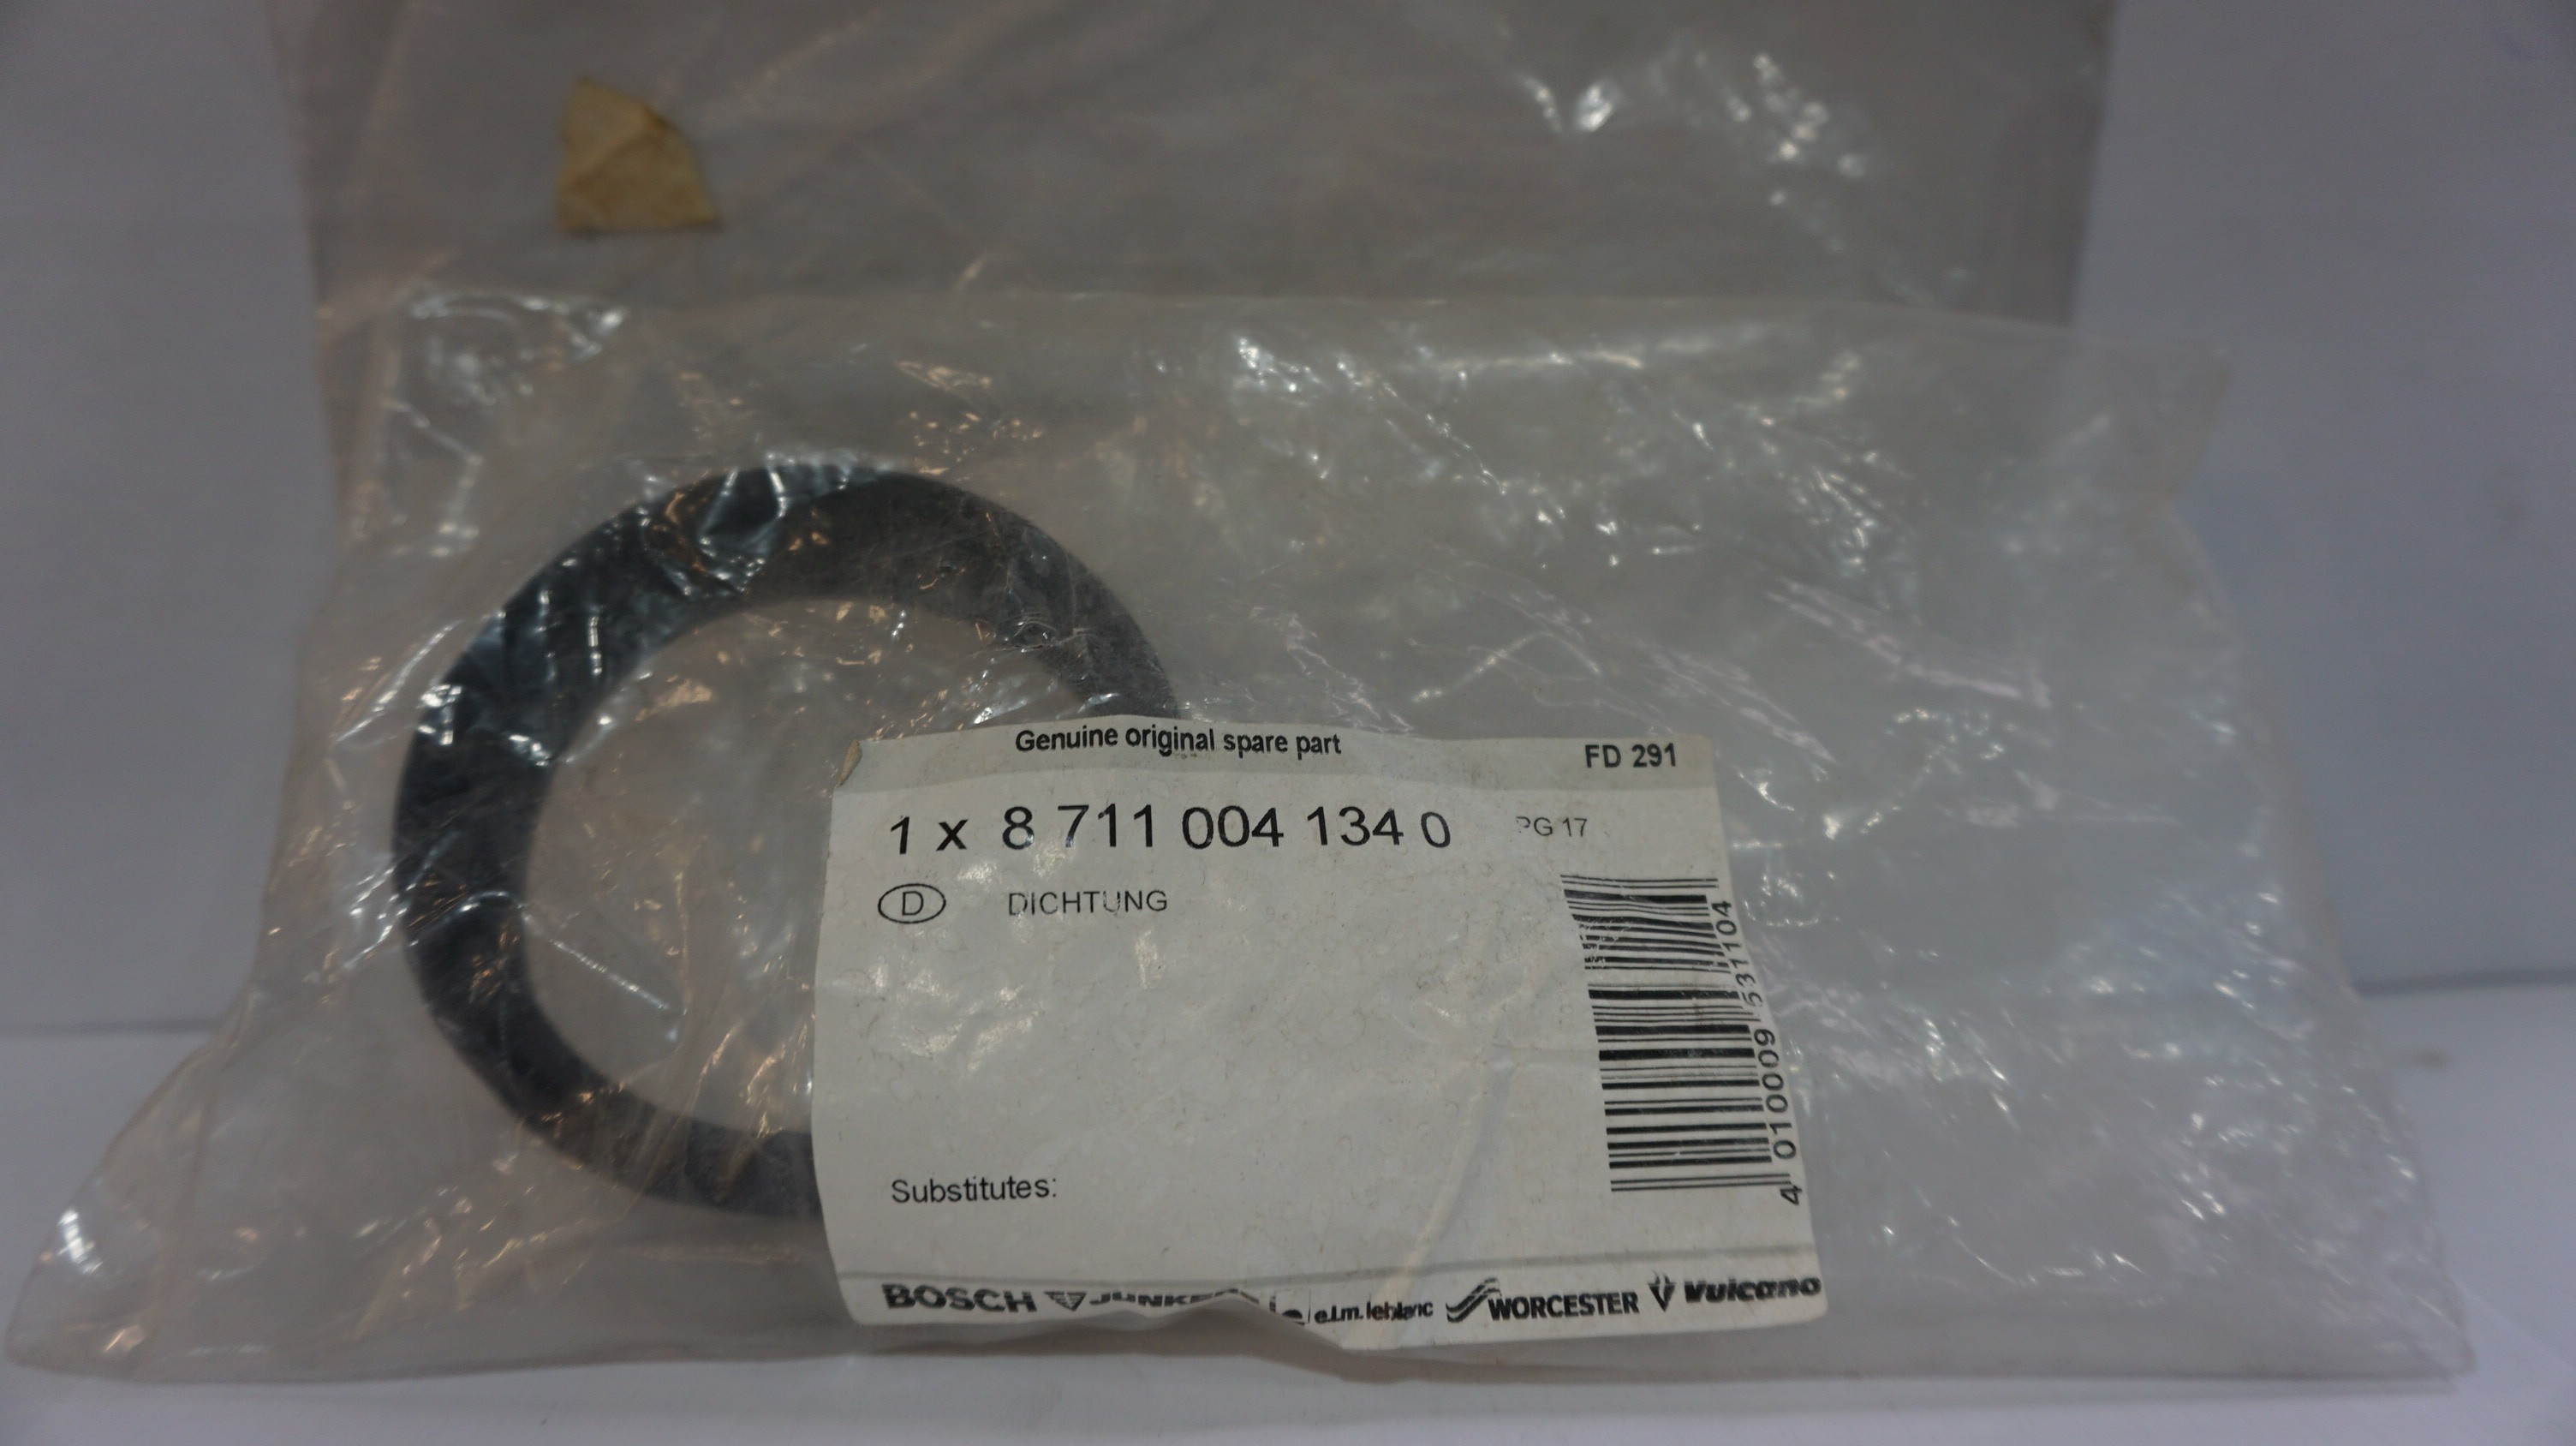 Genuine original spare part FD 291
1 x 8 711 004 134 0 PG 17
D DICHTUNG
4 010009 531104
Substitutes:
BOSCH JUNKERS e.l.m. leblanc WORCESTER Vulcano